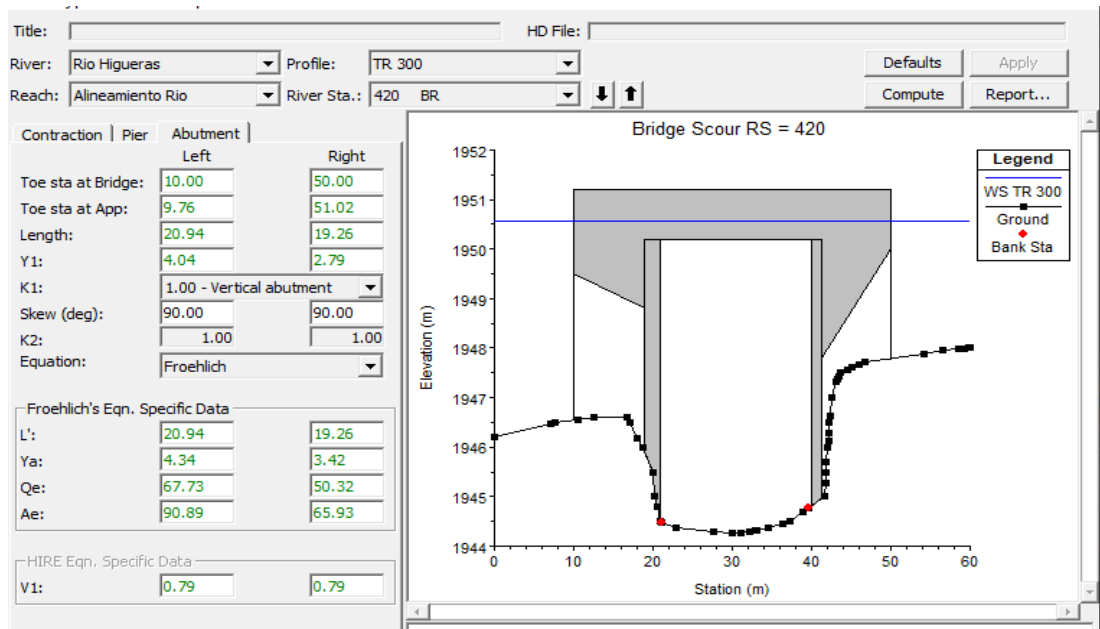 Title: HD File:
River: Rio Higueras Profile: TR 300 Defaults Apply
Reach: Alineamiento Rio River Sta.: 420 BR Compute Report...
Contraction Pier Abutment
Left Right
Toe sta at Bridge: 10.00 50.00
Toe sta at App: 9.76 51.02
Length: 20.94 19.26
Y1: 4.04 2.79
K1: 1.00 - Vertical abutment
Skew (deg): 90.00 90.00
K2: 1.00 1.00
Equation: Froehlich
Froehlich's Eqn. Specific Data
L': 20.94 19.26
Ya: 4.34 3.42
Qe: 67.73 50.32
Ae: 90.89 65.93
HIRE Eqn. Specific Data
V1: 0.79 0.79
Bridge Scour RS = 420
1952
1951
1950
1949
1948
1947
1946
1945
1944
Elevation (m)
0 10 20 30 40 50 60
Station (m)
Legend
WS TR 300
Ground
Bank Sta